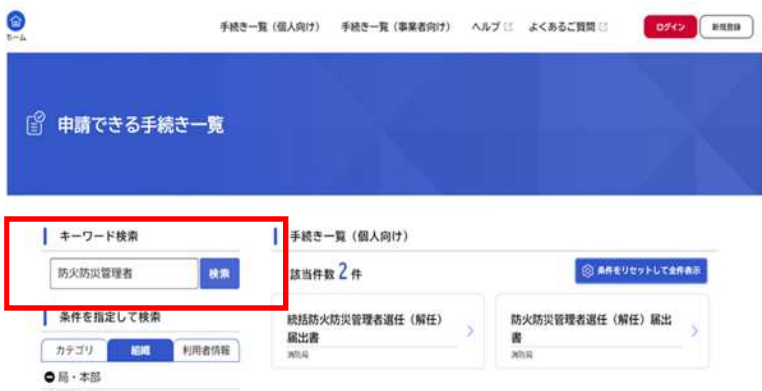 ホーム
手続き一覧（個人向け）
手続き一覧（事業者向け）
ヘルプ
よくあるご質問
ログイン
新規登録
申請できる手続き一覧
キーワード検索
防火防災管理者
検索
条件を指定して検索
カテゴリ
組織
利用者情報
局・本部
手続き一覧（個人向け）
該当件数 2 件
条件をリセットして全件表示
統括防火防災管理者選任（解任）
届出書
消防局
防火防災管理者選任（解任）届出
書
消防局